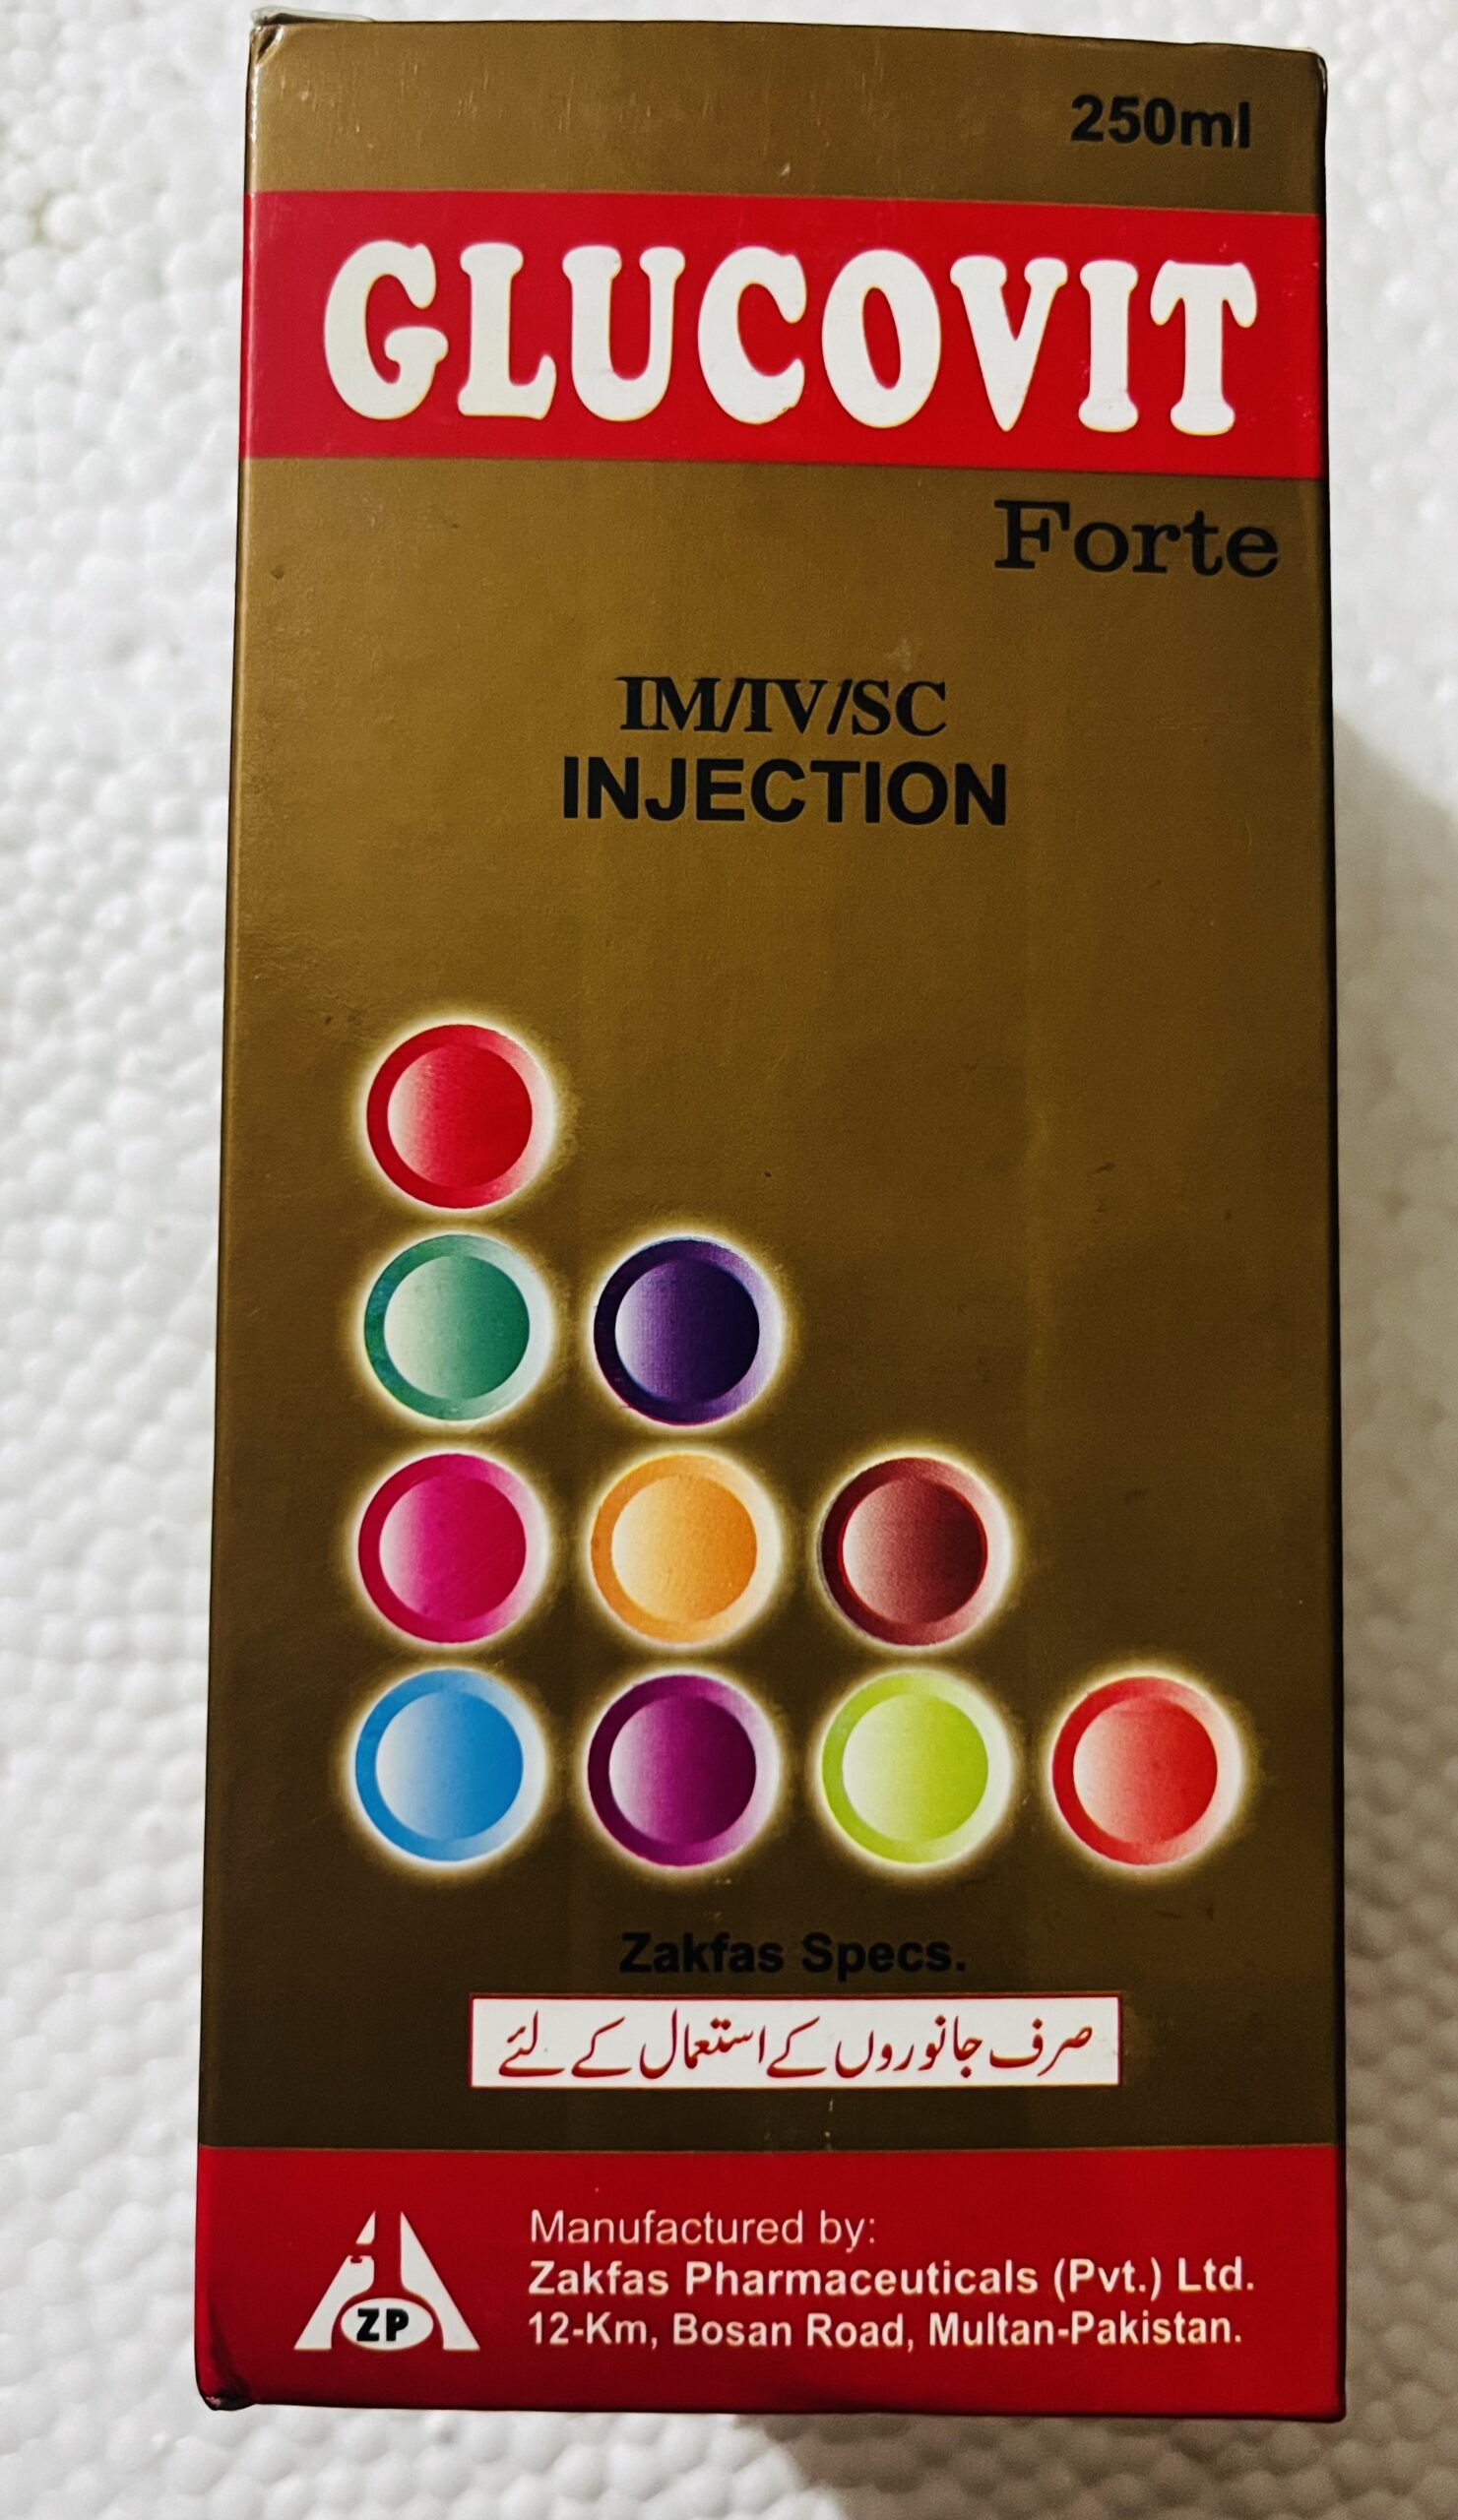 250ml
GLUCOVIT
Forte
IM/IV/SC
INJECTION
Zakfas Specs.
صرف جانوروں کے استعمال کے لئے
ZP
Manufactured by:
Zakfas Pharmaceuticals (Pvt.) Ltd.
12-Km, Bosan Road, Multan-Pakistan.